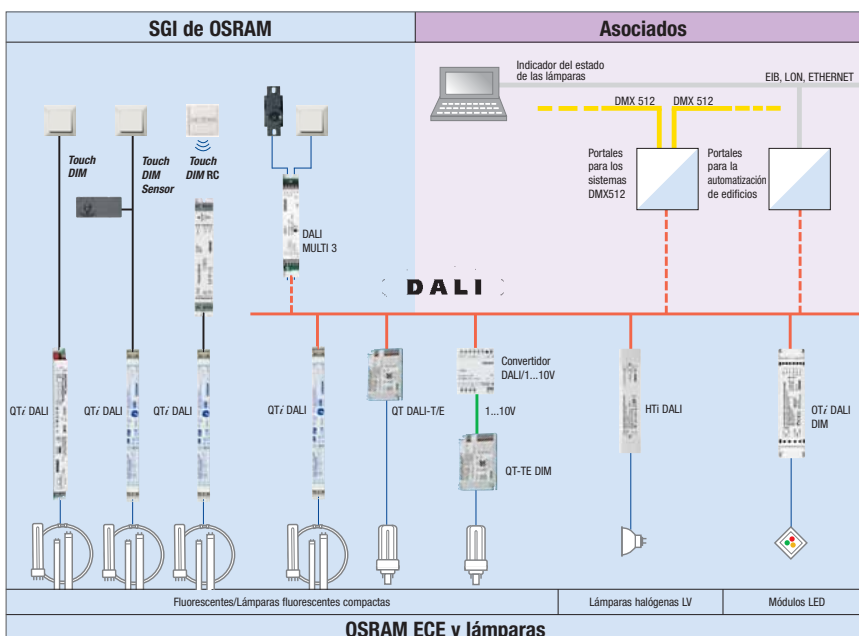 SGI de OSRAM
Asociados
Indicador del estado
de las lámparas
EIB, LON, ETHERNET
DMX 512
DMX 512
Touch
DIM
Touch
DIM
Sensor
Touch
DIM RC
DALI
MULTI 3
Portales
para los
sistemas
DMX512
Portales
para la
automatización
de edificios
DALI
QTi DALI
QTi DALI
QTi DALI
QTi DALI
QT DALI-T/E
Convertidor
DALI/1...10V
1...10V
QT-TE DIM
HTi DALI
OTi DALI
DIM
Fluorescentes/Lámparas fluorescentes compactas
Lámparas halógenas LV
Módulos LED
OSRAM ECE y lámparas